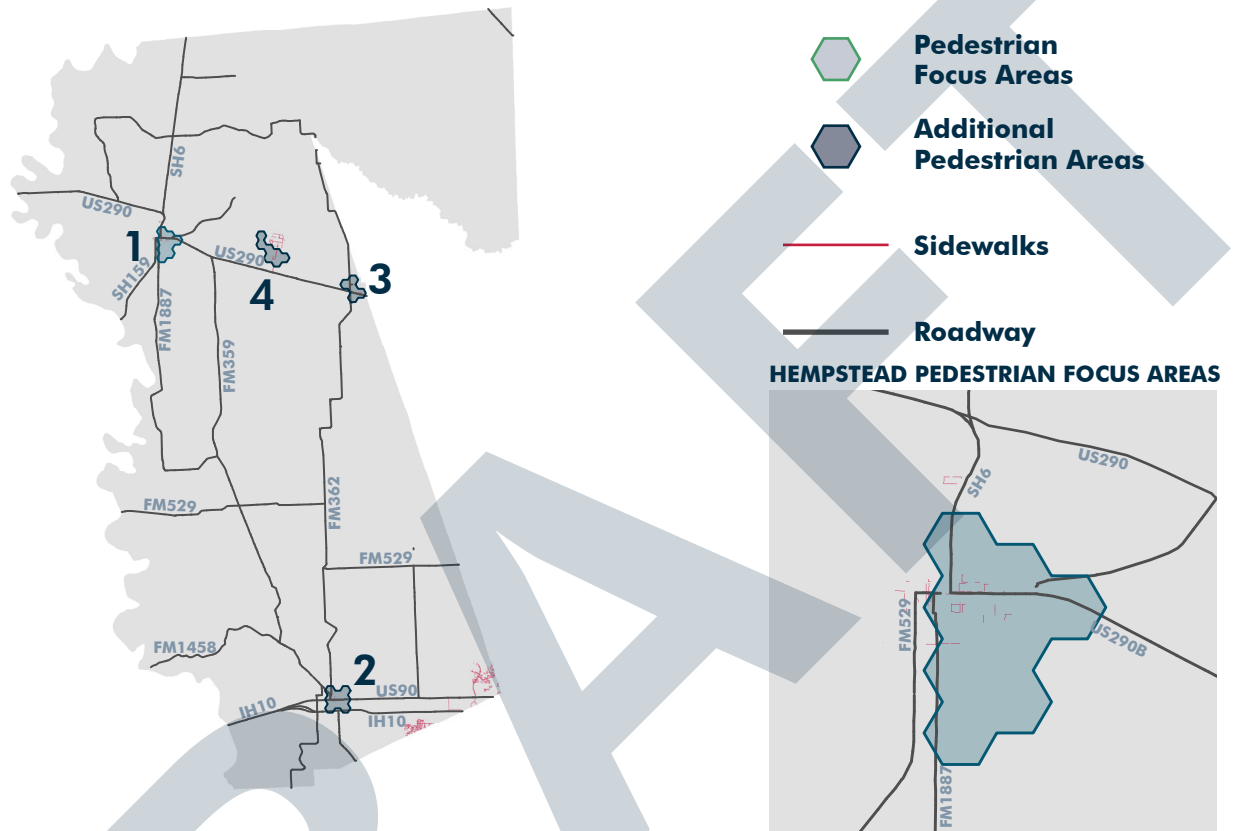 Pedestrian
Focus Areas
Additional
Pedestrian Areas
Sidewalks
Roadway
SH6
US290
1
SH159
FM1887
US290
4
3
FM359
FM529
FM362
FM529
FM1458
2
US90
IH10
IH10
HEMPSTEAD PEDESTRIAN FOCUS AREAS
US290
SH6
FM529
US290B
FM1887
DRAFT